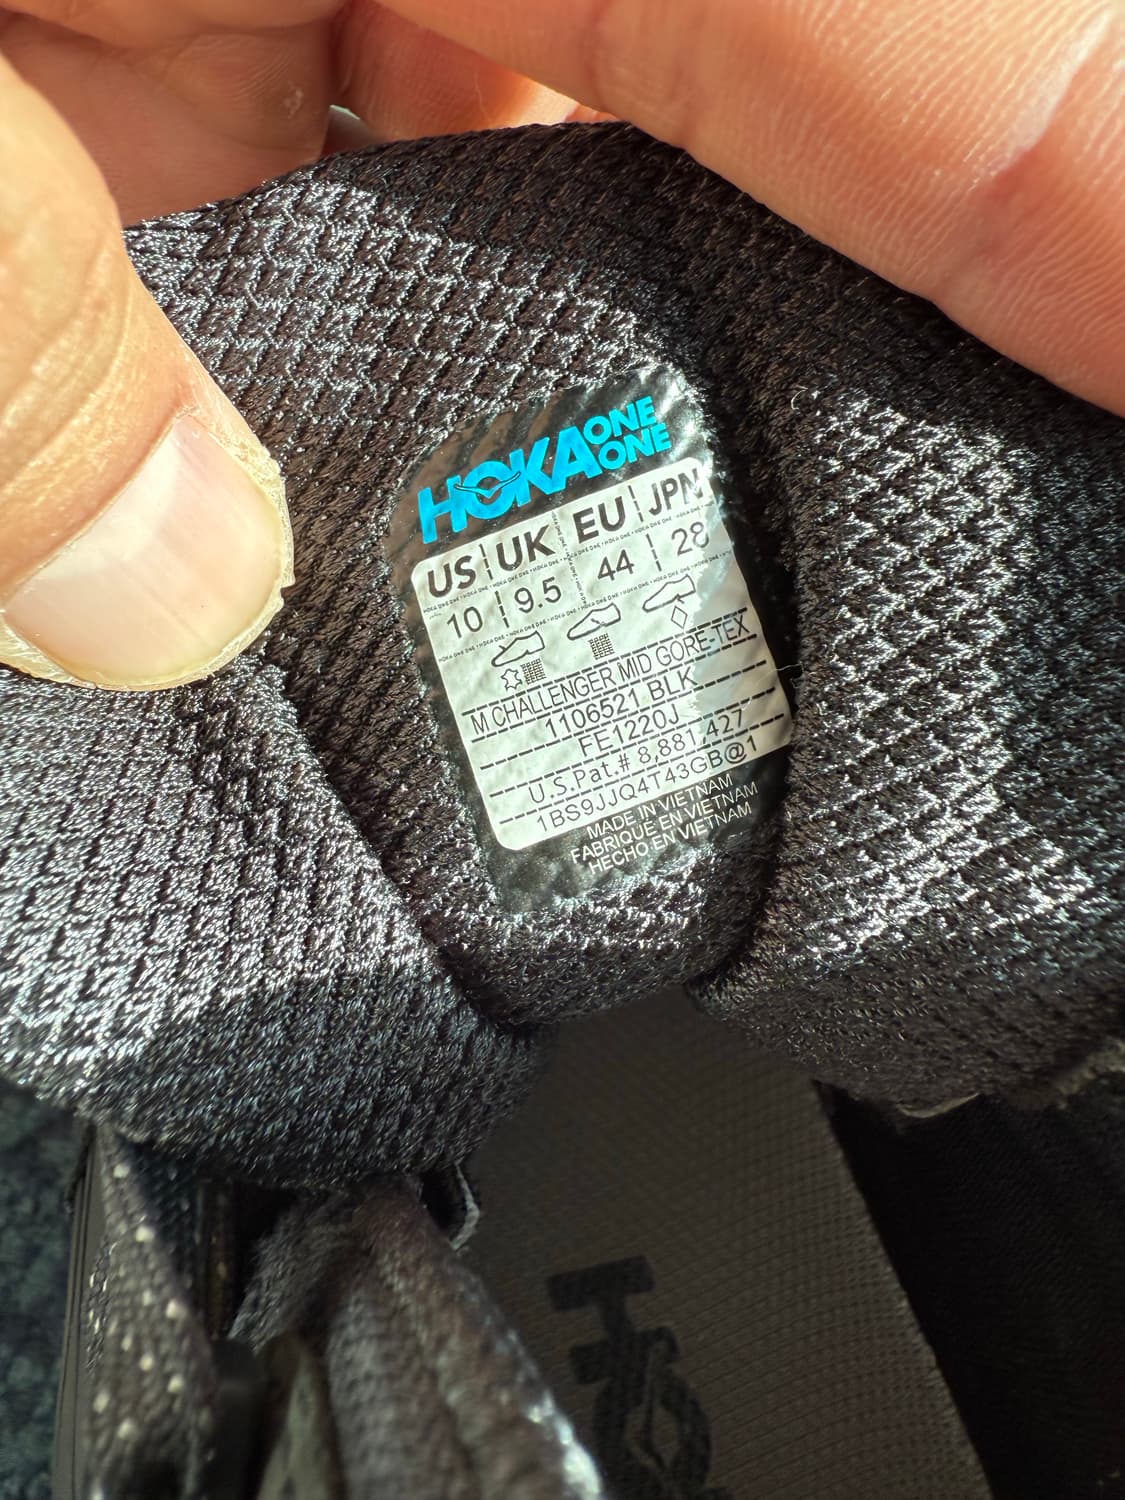 HOKA ONE ONE
US UK EU JPN
10 9.5 44 28
M CHALLENGER MID GORE-TEX
1106521 BLK
FE1220J
U.S.Pat.# 8,881,427
1BS9JJQ4T43GB@1
MADE IN VIETNAM
FABRIQUÉ EN VIETNAM
HECHO EN VIETNAM